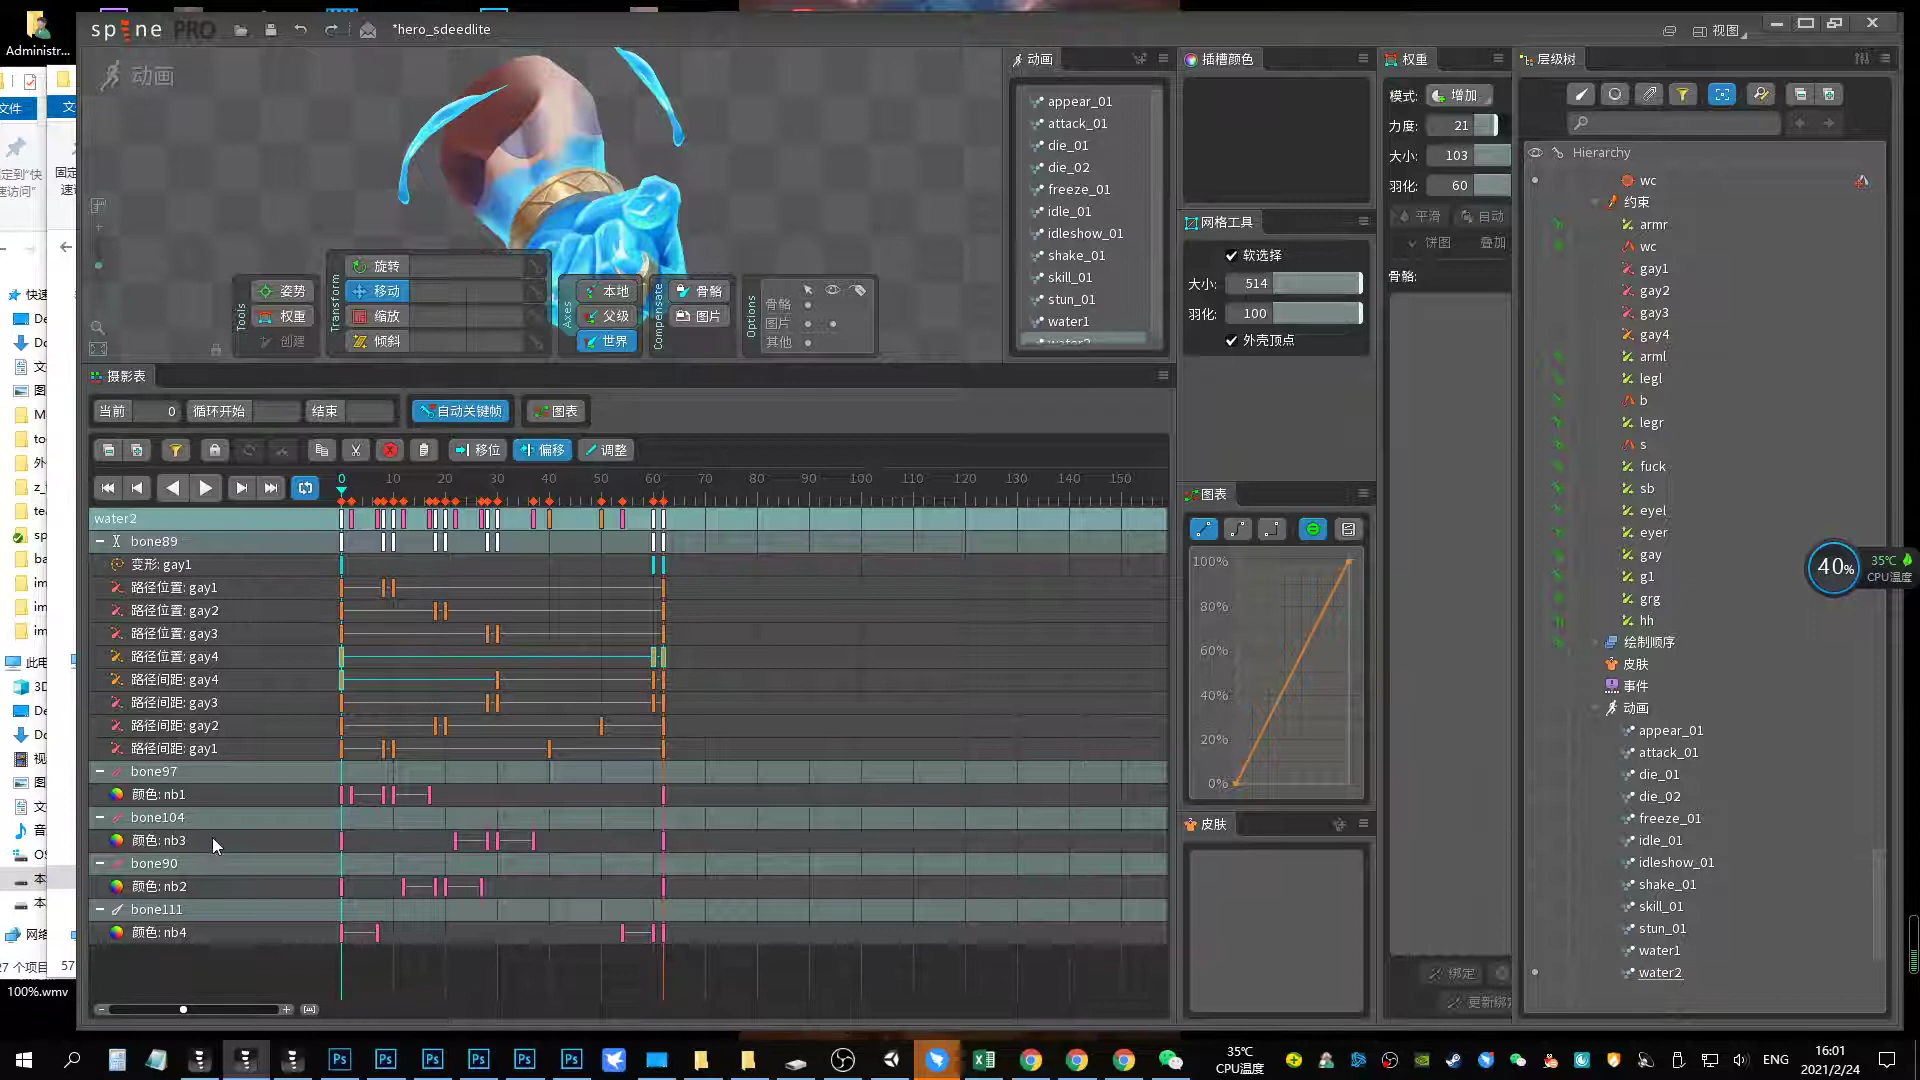 Administr...
spine PRO
*hero_sdeedlite
视图
文件
动画
动画
appear_01
attack_01
die_01
die_02
freeze_01
idle_01
idleshow_01
shake_01
skill_01
stun_01
water1
water2
插槽颜色
网格工具
软选择
大小: 514
羽化: 100
外壳顶点
权重
模式: 增加
力度: 21
大小: 103
羽化: 60
平滑 自动
饼图 叠加
骨骼:
绑定
层级树
Hierarchy
wc
约束
armr
wc
gay1
gay2
gay3
gay4
arml
legl
b
legr
s
fuck
sb
eyel
eyer
gay
g1
grg
hh
绘制顺序
皮肤
事件
动画
appear_01
attack_01
die_01
die_02
freeze_01
idle_01
idleshow_01
shake_01
skill_01
stun_01
water1
water2
Tools
姿势
权重
创建
Transform
旋转
移动
缩放
倾斜
Axes
本地
父级
世界
Compensate
骨骼
图片
Options
骨骼
图片
其他
摄影表
当前 0 循环开始 结束 自动关键帧 图表
移位 偏移 调整
0 10 20 30 40 50 60 70 80 90 100 110 120 130 140 150
water2
bone89
变形: gay1
路径位置: gay1
路径位置: gay2
路径位置: gay3
路径位置: gay4
路径间距: gay4
路径间距: gay3
路径间距: gay2
路径间距: gay1
bone97
颜色: nb1
bone104
颜色: nb3
bone90
颜色: nb2
bone111
颜色: nb4
图表
100%
80%
60%
40%
20%
0%
皮肤
40%
35℃
CPU温度
100%.wmv
35℃
CPU温度
ENG
16:01
2021/2/24